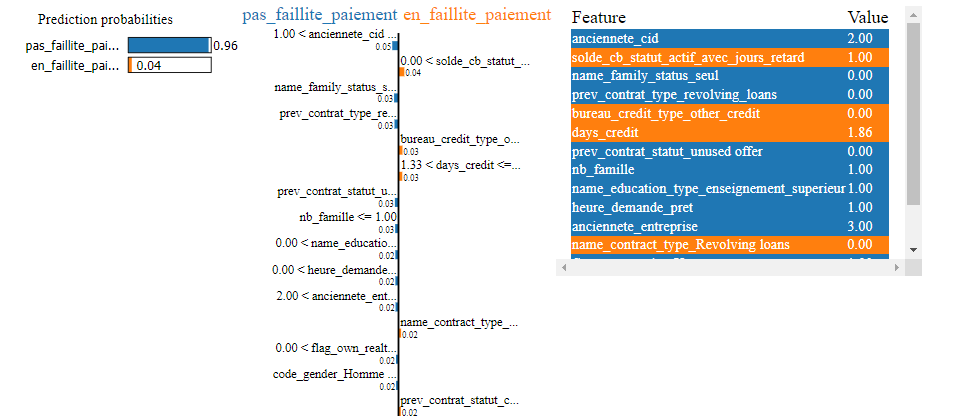 Prediction probabilities
pas_faillite_pai... 0.96
en_faillite_pai... 0.04
pas_faillite_paiement en_faillite_paiement
1.00 < anciennete_cid ...
0.05
0.00 < solde_cb_statut_...
0.04
name_family_status_s...
0.03
prev_contrat_type_re...
0.03
bureau_credit_type_o...
0.03
1.33 < days_credit <=...
0.03
prev_contrat_statut_u...
0.03
nb_famille <= 1.00
0.03
0.00 < name_educatio...
0.02
0.00 < heure_demande...
0.02
2.00 < anciennete_ent...
0.02
name_contract_type_...
0.02
0.00 < flag_own_realt...
0.02
code_gender_Homme ...
0.02
prev_contrat_statut_c...
0.02
Feature Value
anciennete_cid 2.00
solde_cb_statut_actif_avec_jours_retard 1.00
name_family_status_seul 0.00
prev_contrat_type_revolving_loans 0.00
bureau_credit_type_other_credit 0.00
days_credit 1.86
prev_contrat_statut_unused offer 0.00
nb_famille 1.00
name_education_type_enseignement_superieur 1.00
heure_demande_pret 1.00
anciennete_entreprise 3.00
name_contract_type_Revolving loans 0.00